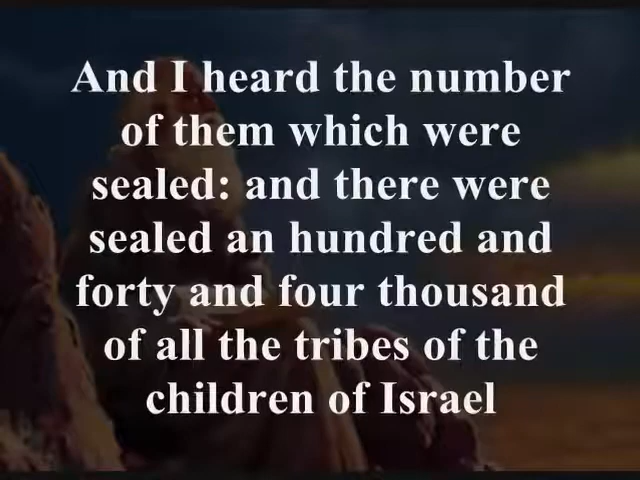 And I heard the number
of them which were
sealed: and there were
sealed an hundred and
forty and four thousand
of all the tribes of the
children of Israel